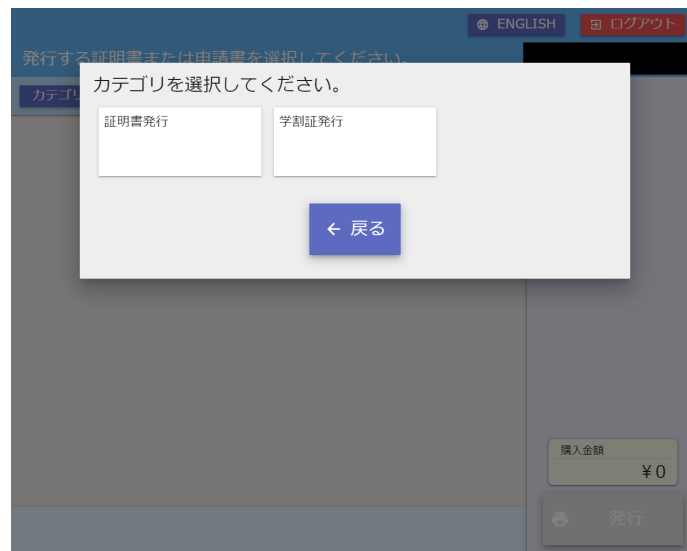 ENGLISH
ログアウト
発行する証明書または申請書を選択してください。
カテゴリ
カテゴリを選択してください。
証明書発行
学割証発行
戻る
購入金額
¥0
発行